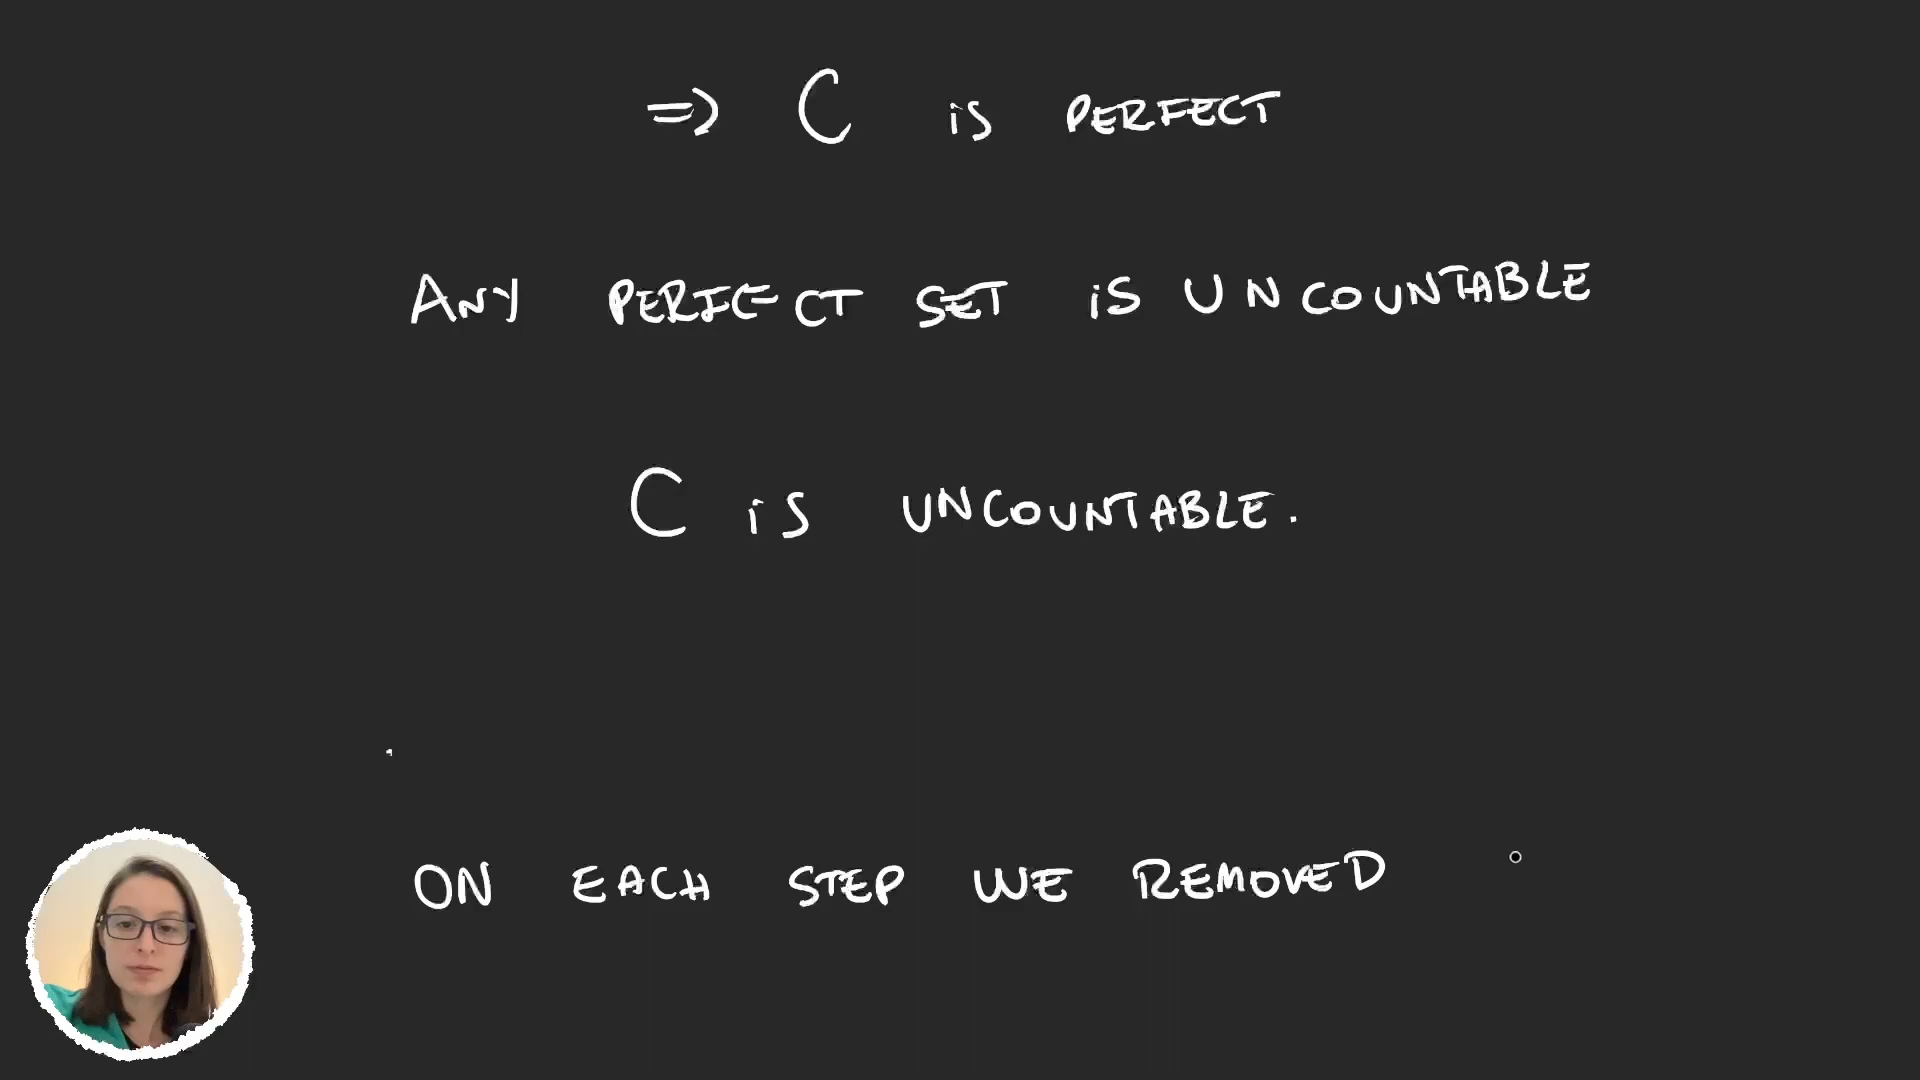 => C is PERFECT
ANY PERFECT SET is UNCOUNTABLE
C is UNCOUNTABLE.
ON EACH STEP WE REMOVED